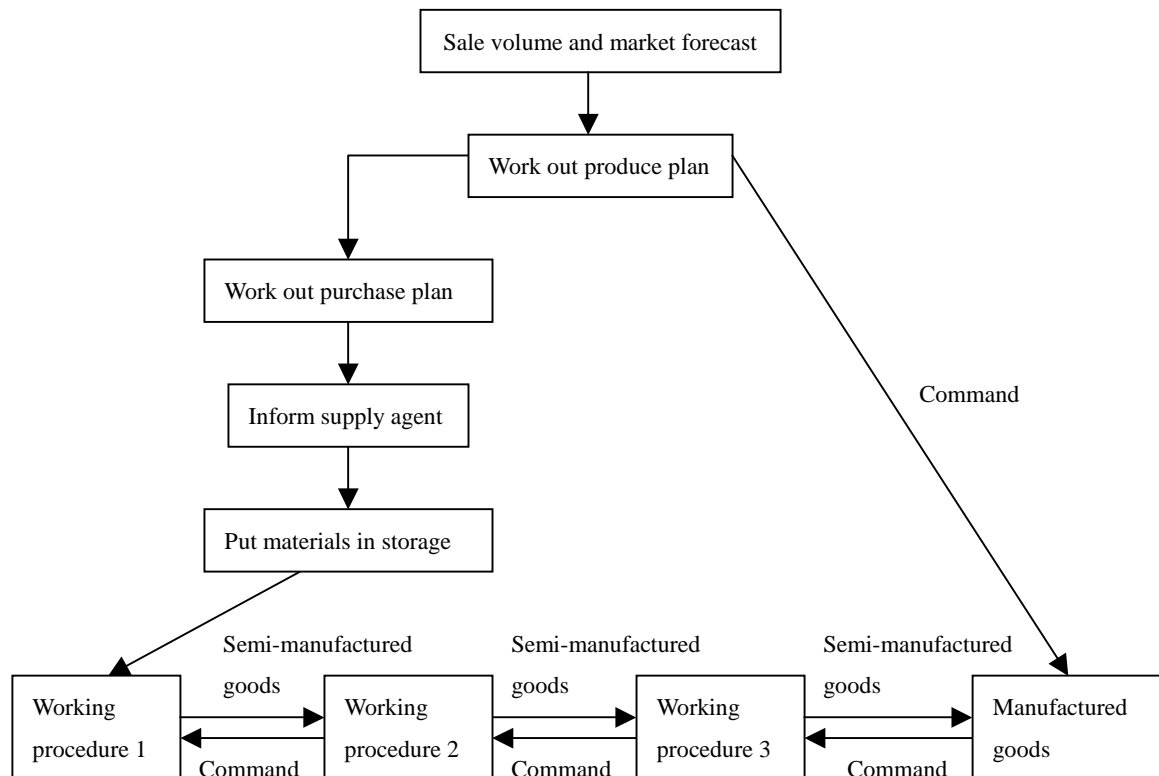 Sale volume and market forecast
Work out produce plan
Work out purchase plan
Inform supply agent
Command
Put materials in storage
Semi-manufactured
goods
Semi-manufactured
goods
Semi-manufactured
goods
Working
procedure 1
Working
procedure 2
Working
procedure 3
Manufactured
goods
Command
Command
Command